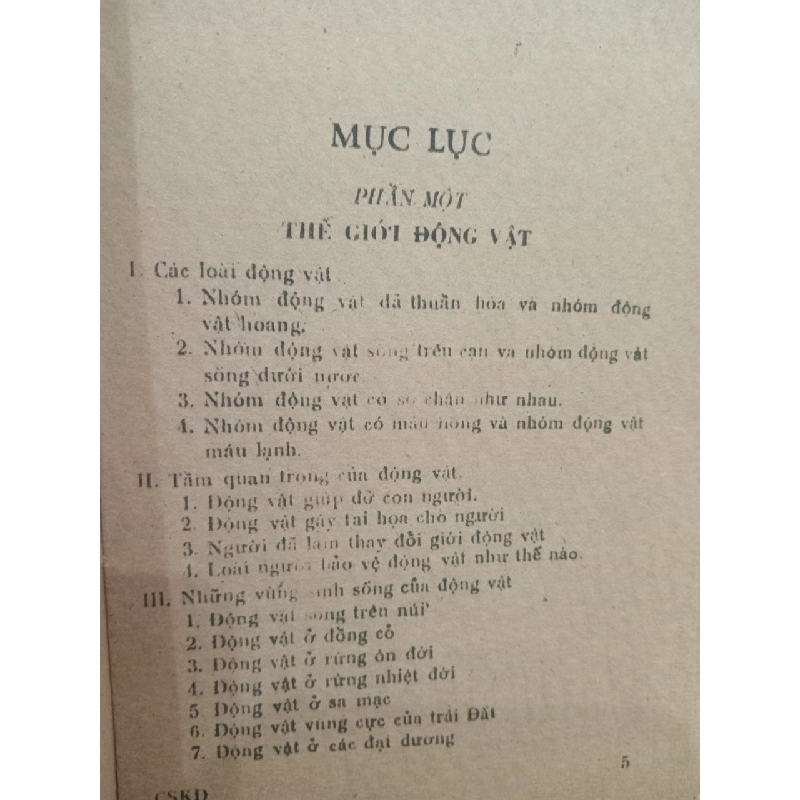 MỤC LỤC
PHẦN MỘT
THẾ GIỚI ĐỘNG VẬT
I. Các loài động vật
1. Nhóm động vật đã thuần hóa và nhóm động
vật hoang.
2. Nhóm động vật sống trên cạn và nhóm động vật
sống dưới nược
3. Nhóm động vật có số chân như nhau.
4. Nhóm động vật có máu nóng và nhóm động vật
máu lạnh.
II. Tầm quan trọng của động vật.
1. Động vật giúp đỡ con người.
2. Động vật gây tai họa cho người
3. Người đã làm thay đổi giới động vật
4. Loài người bảo vệ động vật như thế nào.
III. Những vùng sinh sống của động vật
1. Động vật sống trên núi
2. Động vật ở đồng cỏ
3. Động vật ở rừng ôn đới
4. Động vật ở rừng nhiệt đới
5 Động vật ở sa mạc
6. Động vật vùng cực của trái Đất
7. Động vật ở các đại dương
5
CSKD